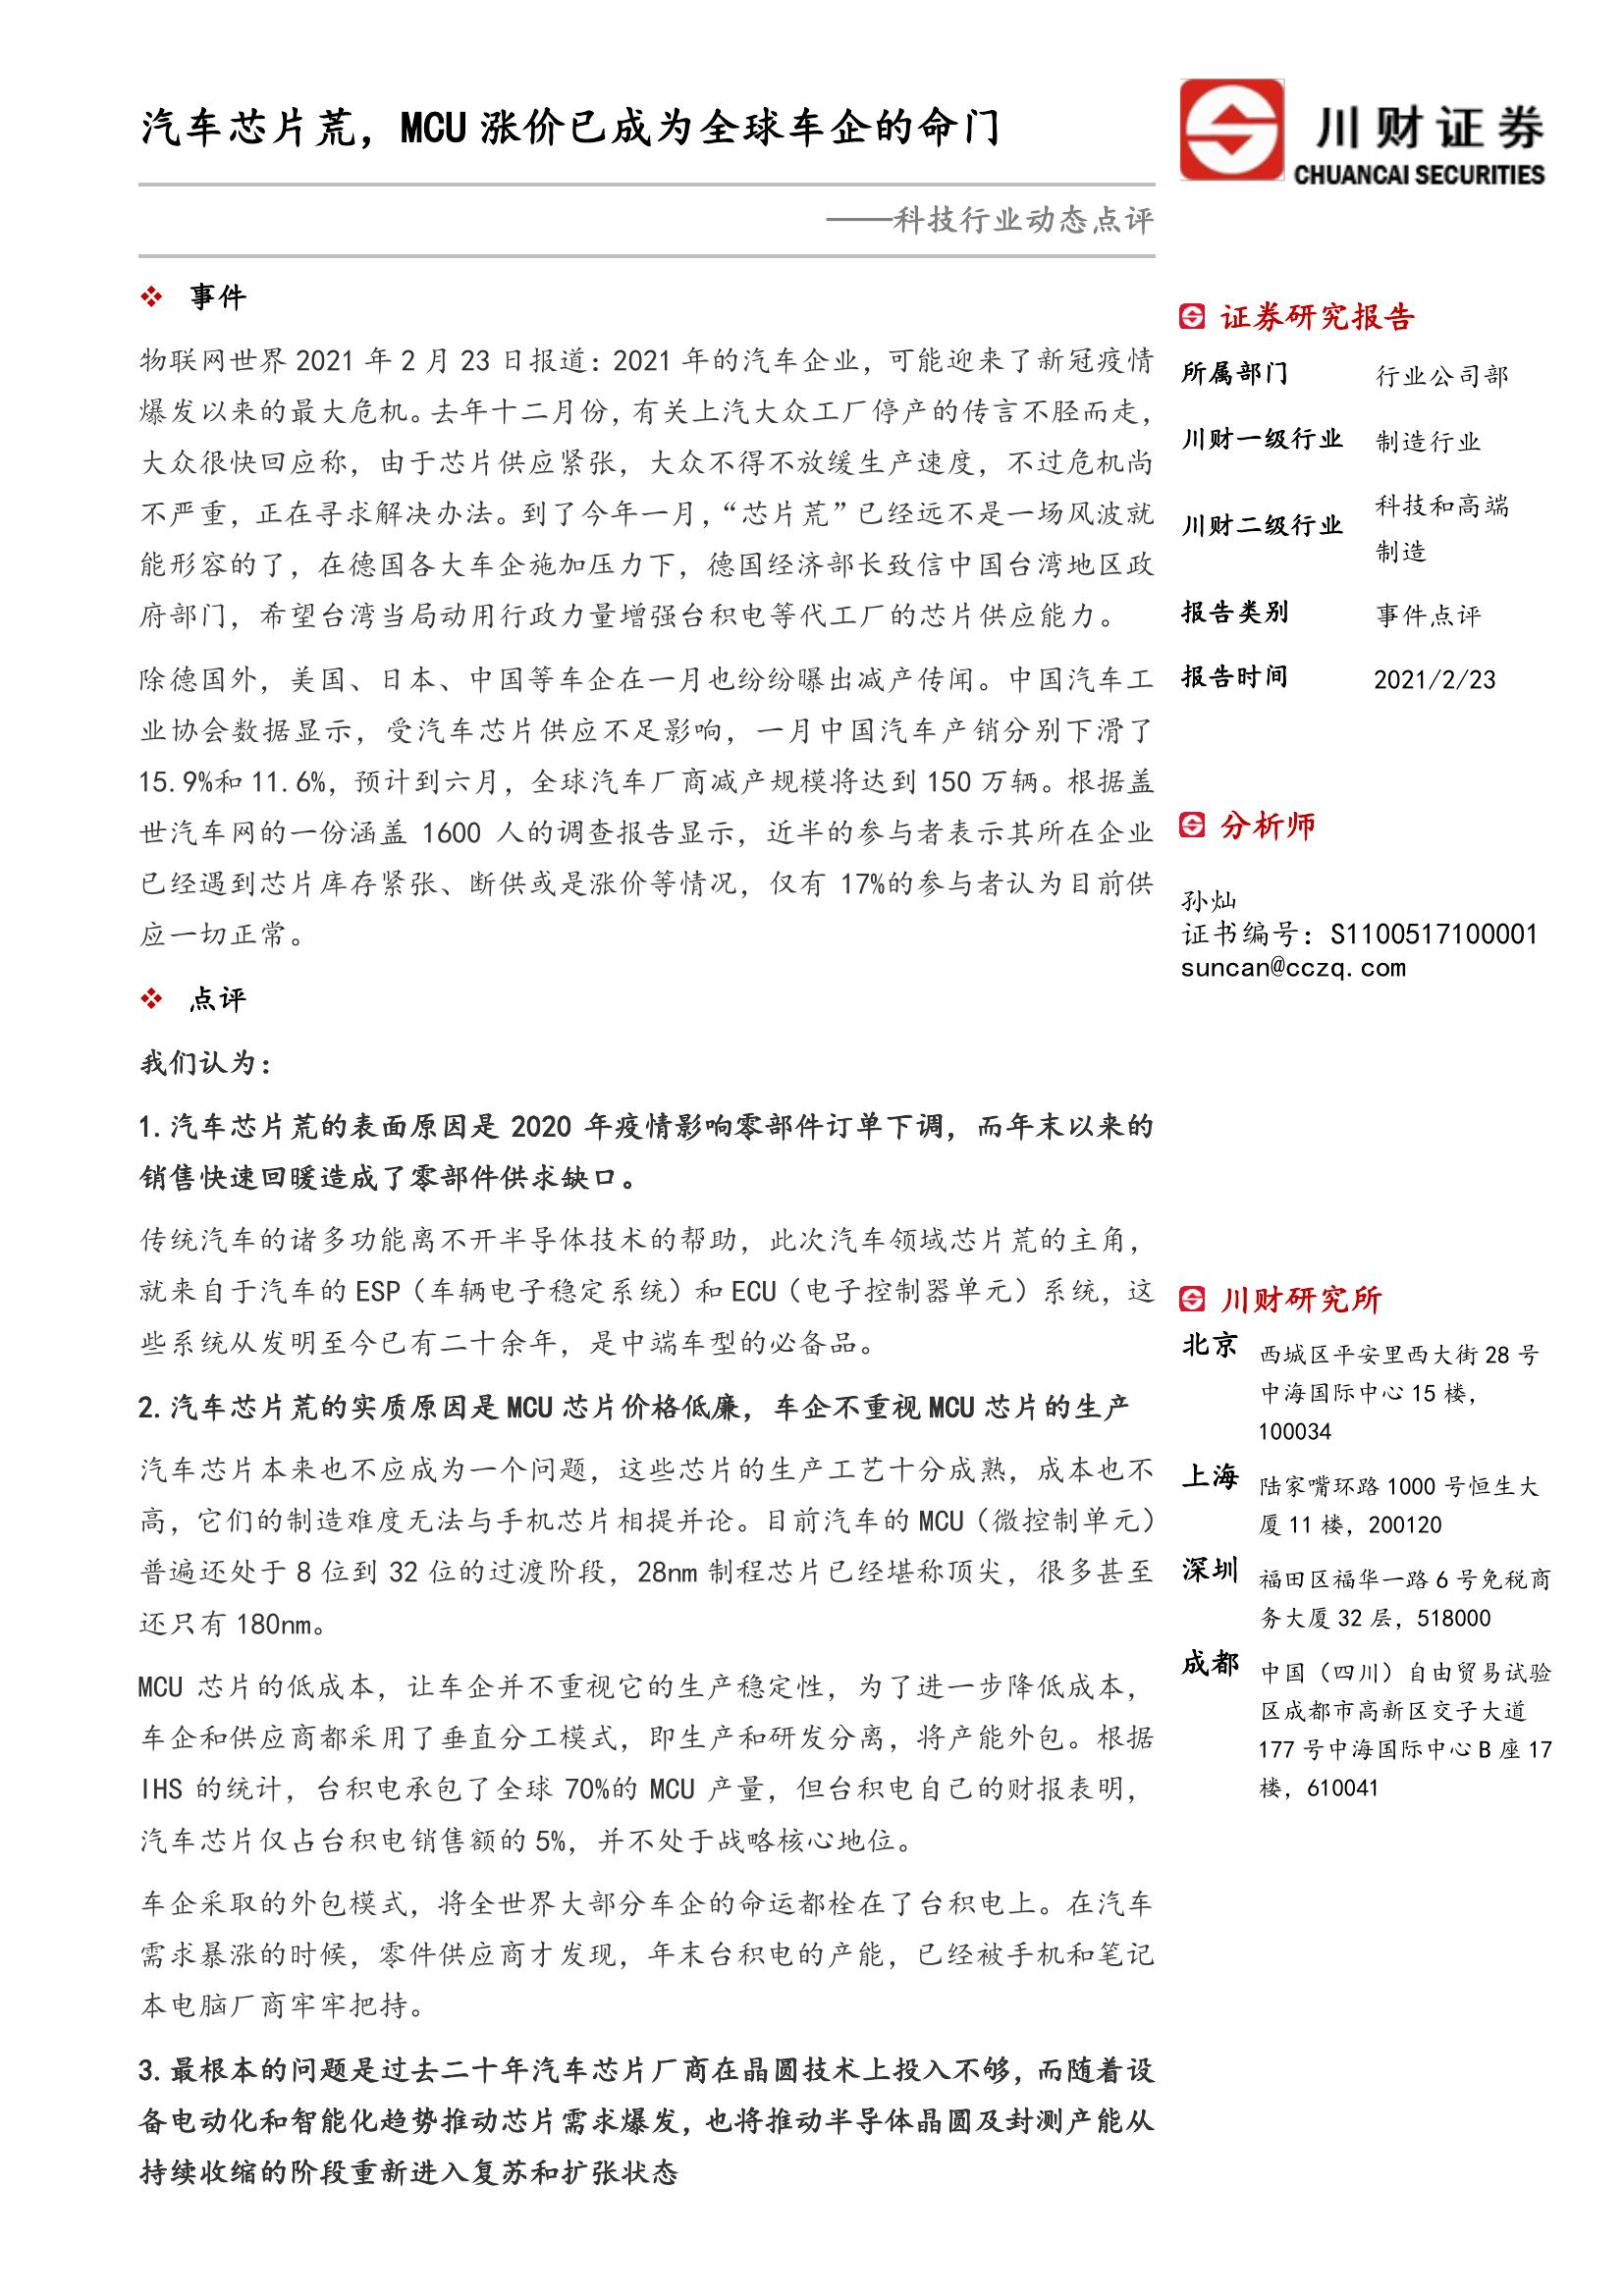 汽车芯片荒，MCU 涨价已成为全球车企的命门
——科技行业动态点评
事件
物联网世界 2021 年 2 月 23 日报道：2021 年的汽车企业，可能迎来了新冠疫情
爆发以来的最大危机。去年十二月份，有关上汽大众工厂停产的传言不胫而走，
大众很快回应称，由于芯片供应紧张，大众不得不放缓生产速度，不过危机尚
不严重，正在寻求解决办法。到了今年一月，“芯片荒”已经远不是一场风波就
能形容的了，在德国各大车企施加压力下，德国经济部长致信中国台湾地区政
府部门，希望台湾当局动用行政力量增强台积电等代工厂的芯片供应能力。
除德国外，美国、日本、中国等车企在一月也纷纷曝出减产传闻。中国汽车工
业协会数据显示，受汽车芯片供应不足影响，一月中国汽车产销分别下滑了
15.9%和 11.6%，预计到六月，全球汽车厂商减产规模将达到 150 万辆。根据盖
世汽车网的一份涵盖 1600 人的调查报告显示，近半的参与者表示其所在企业
已经遇到芯片库存紧张、断供或是涨价等情况，仅有 17%的参与者认为目前供
应一切正常。
点评
我们认为：
1.汽车芯片荒的表面原因是 2020 年疫情影响零部件订单下调，而年末以来的
销售快速回暖造成了零部件供求缺口。
传统汽车的诸多功能离不开半导体技术的帮助，此次汽车领域芯片荒的主角，
就来自于汽车的 ESP（车辆电子稳定系统）和 ECU（电子控制器单元）系统，这
些系统从发明至今已有二十余年，是中端车型的必备品。
2.汽车芯片荒的实质原因是 MCU 芯片价格低廉，车企不重视 MCU 芯片的生产
汽车芯片本来也不应成为一个问题，这些芯片的生产工艺十分成熟，成本也不
高，它们的制造难度无法与手机芯片相提并论。目前汽车的 MCU（微控制单元）
普遍还处于 8 位到 32 位的过渡阶段，28nm 制程芯片已经堪称顶尖，很多甚至
还只有 180nm。
MCU 芯片的低成本，让车企并不重视它的生产稳定性，为了进一步降低成本，
车企和供应商都采用了垂直分工模式，即生产和研发分离，将产能外包。根据
IHS 的统计，台积电承包了全球 70%的 MCU 产量，但台积电自己的财报表明，
汽车芯片仅占台积电销售额的 5%，并不处于战略核心地位。
车企采取的外包模式，将全世界大部分车企的命运都栓在了台积电上。在汽车
需求暴涨的时候，零件供应商才发现，年末台积电的产能，已经被手机和笔记
本电脑厂商牢牢把持。
3.最根本的问题是过去二十年汽车芯片厂商在晶圆技术上投入不够，而随着设
备电动化和智能化趋势推动芯片需求爆发，也将推动半导体晶圆及封测产能从
持续收缩的阶段重新进入复苏和扩张状态
川财证券
CHUANCAI SECURITIES
证券研究报告
所属部门 行业公司部
川财一级行业 制造行业
川财二级行业 科技和高端
制造
报告类别 事件点评
报告时间 2021/2/23
分析师
孙灿
证书编号：S1100517100001
suncan@cczq.com
川财研究所
北京 西城区平安里西大街 28 号
中海国际中心 15 楼，
100034
上海 陆家嘴环路 1000 号恒生大
厦 11 楼，200120
深圳 福田区福华一路 6 号免税商
务大厦 32 层，518000
成都 中国（四川）自由贸易试验
区成都市高新区交子大道
177 号中海国际中心 B 座 17
楼，610041